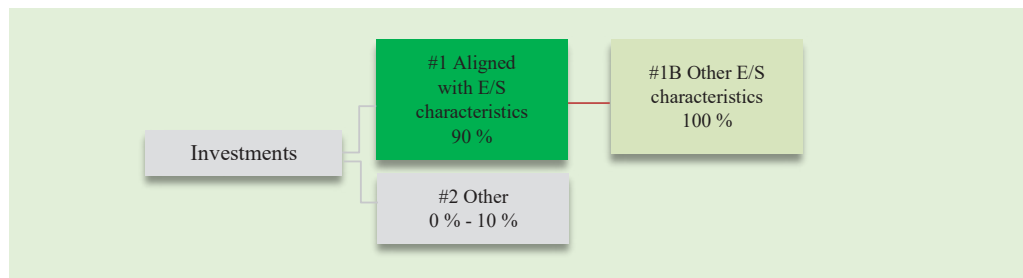 Investments
#1 Aligned
with E/S
characteristics
90 %
#1B Other E/S
characteristics
100 %
#2 Other
0 % - 10 %